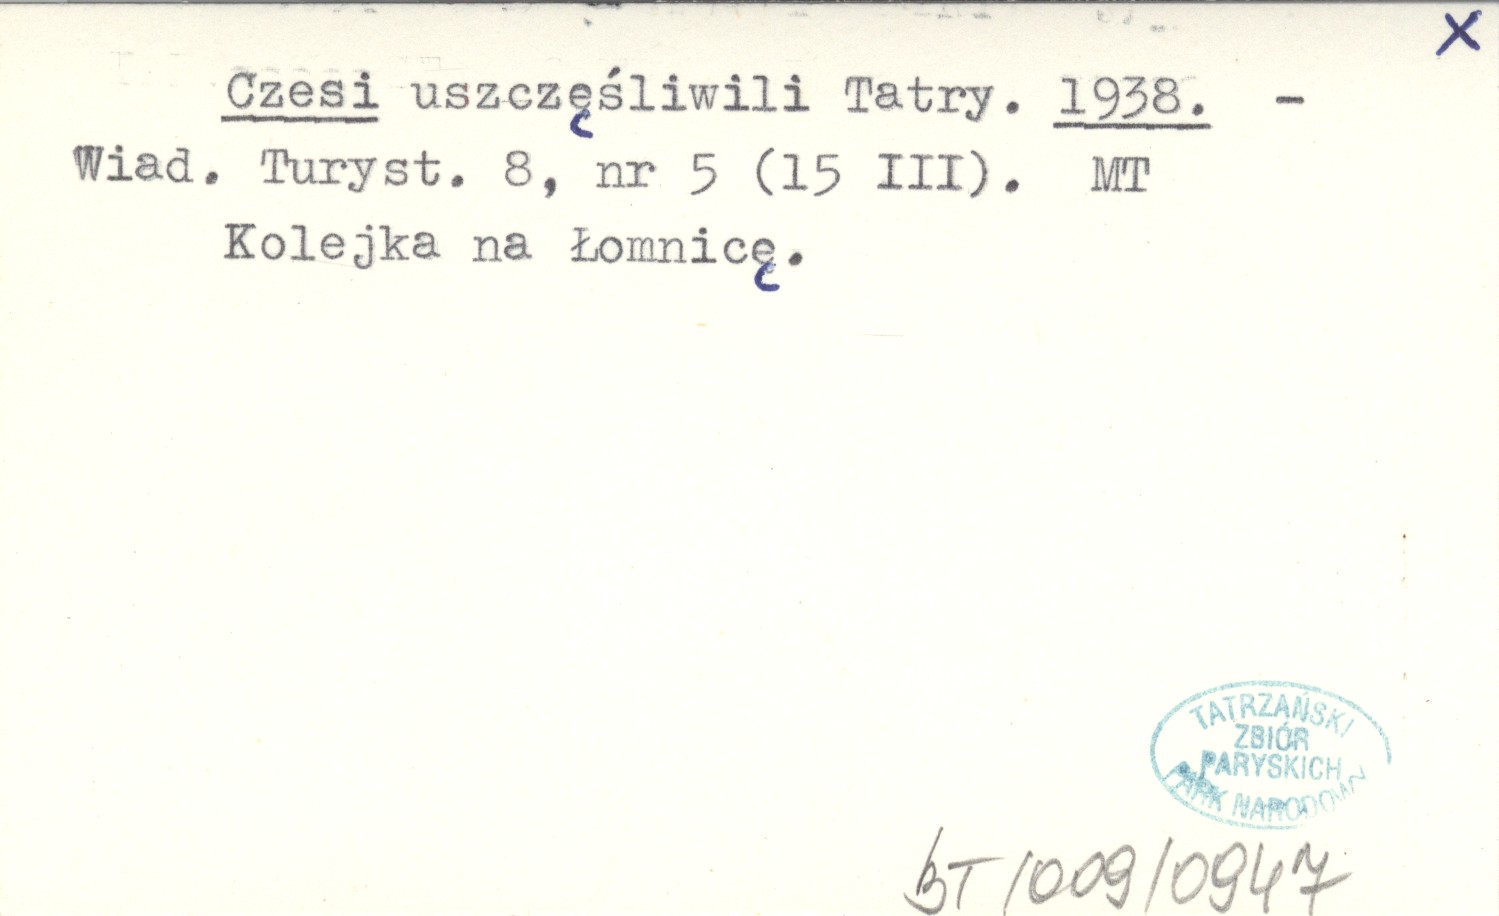 X
Czesi uszczęśliwili Tatry. 1938. –
Wiad. Turyst. 8, nr 5 (15 III). MT
Kolejka na Łomnicę.
TATRZAŃSKI
ZBIÓR
PARYSKICH
PARK NARODOWY
BT/009/0947